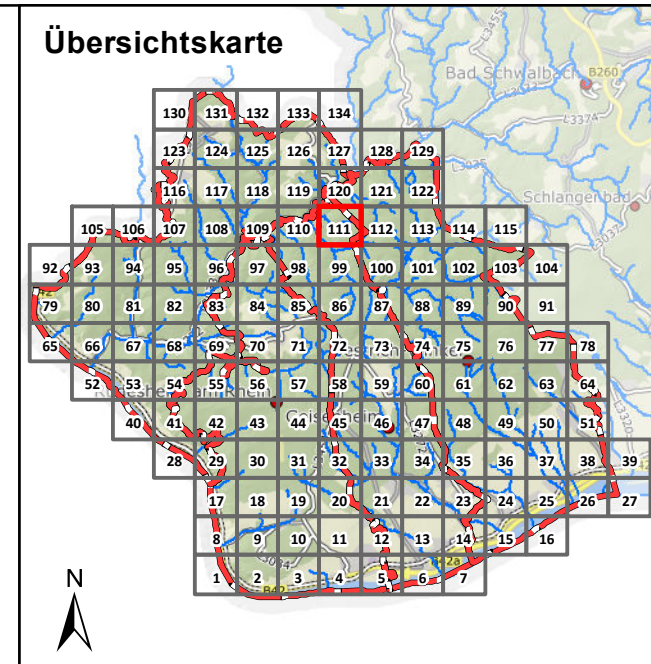 Übersichtskarte
L3455
Bad Schwalbach
B260
L3374
130 131 132 133 134
123 124 125 126 127 128 129
L3035
116 117 118 119 120 121 122
Schlangenbad
105 106 107 108 109 110 111 112 113 114 115
L3037
92 93 94 95 96 97 98 99 100 101 102 103 104
79 80 81 82 83 84 85 86 87 88 89 90 91
65 66 67 68 69 70 71 72 73 74 75 76 77 78
52 53 54 55 56 57 58 59 60 61 62 63 64
L3320
40 41 42 43 44 45 46 47 48 49 50 51
Geisenheim
28 29 30 31 32 33 34 35 36 37 38 39
17 18 19 20 21 22 23 24 25 26 27
8 9 10 11 12 13 14 15 16
L3034
B42a
N
1 2 3 4 5 6 7
B42